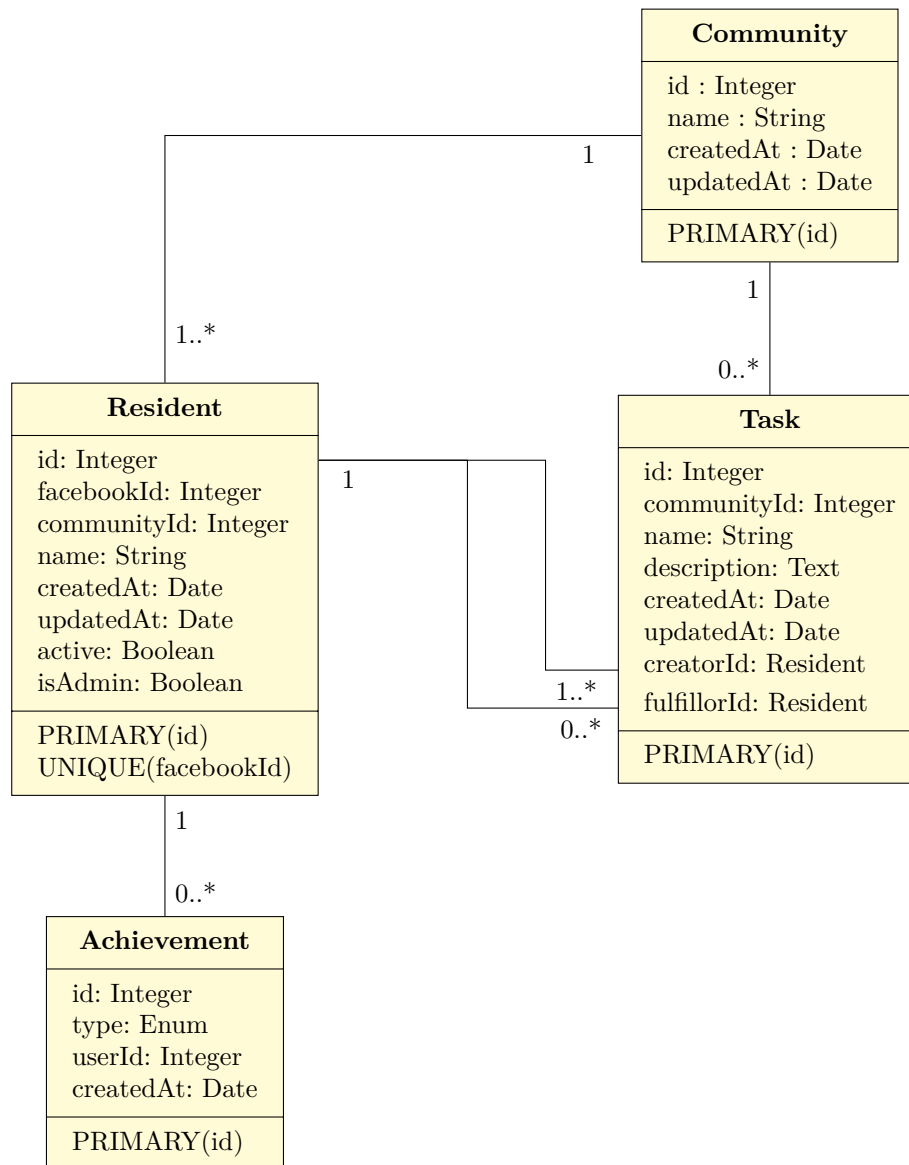 Community
id : Integer
name : String
createdAt : Date
updatedAt : Date
PRIMARY(id)
1
1..*
1
0..*
Resident
id: Integer
facebookId: Integer
communityId: Integer
name: String
createdAt: Date
updatedAt: Date
active: Boolean
isAdmin: Boolean
PRIMARY(id)
UNIQUE(facebookId)
1
1..*
0..*
Task
id: Integer
communityId: Integer
name: String
description: Text
createdAt: Date
updatedAt: Date
creatorId: Resident
fulfillorId: Resident
PRIMARY(id)
1
0..*
Achievement
id: Integer
type: Enum
userId: Integer
createdAt: Date
PRIMARY(id)